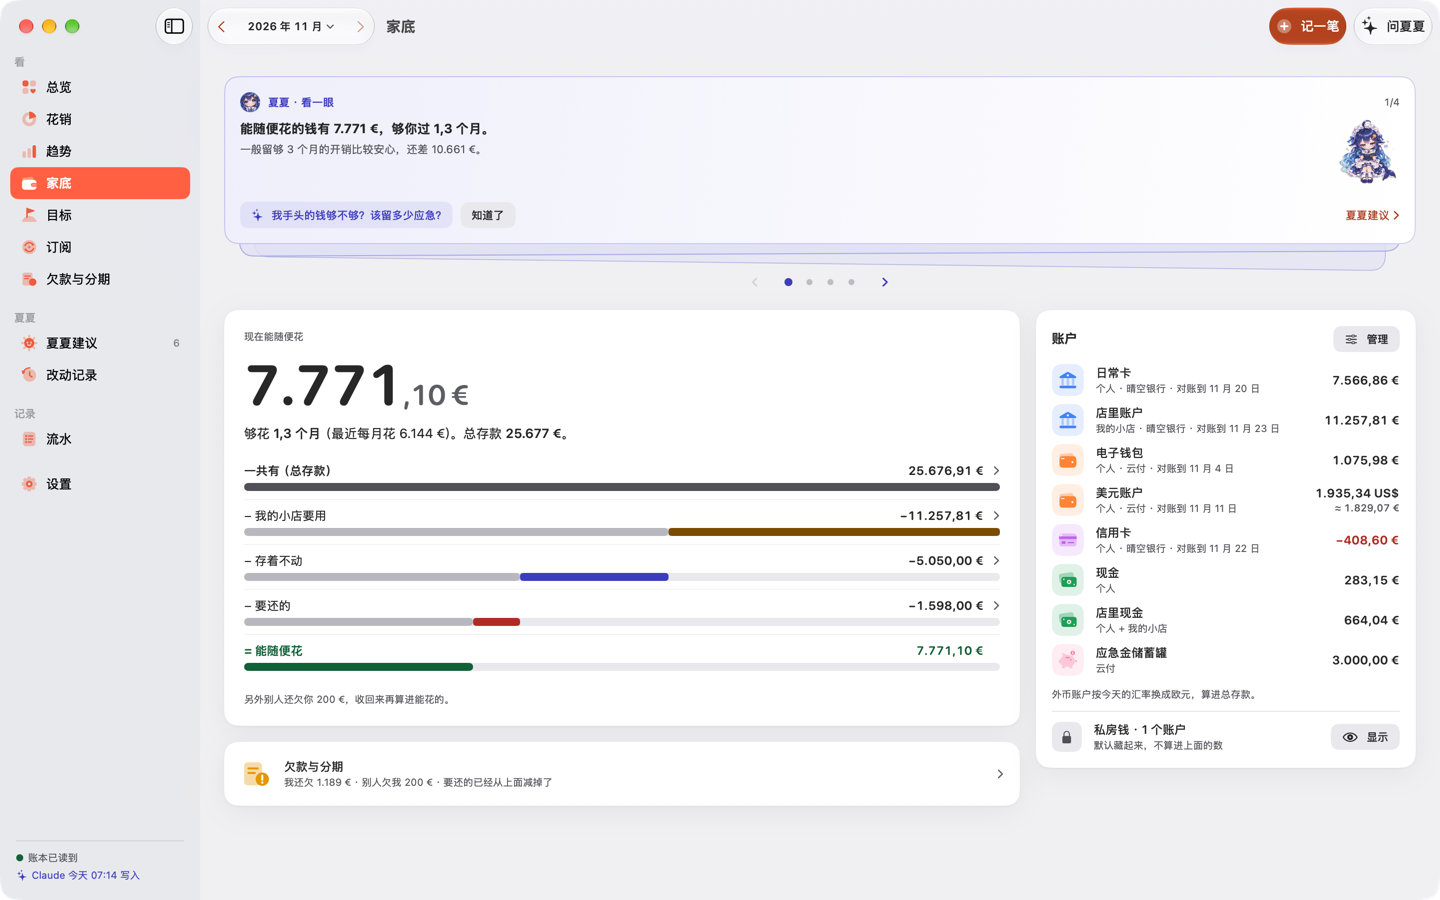 2026 年 11 月
家底
记一笔
问夏夏
看
总览
花销
趋势
家底
目标
订阅
欠款与分期
夏夏
夏夏建议
6
改动记录
记录
流水
设置
账本已读到
Claude 今天 07:14 写入
夏夏 · 看一眼
1/4
能随便花的钱有 7.771 €，够你过 1,3 个月。
一般留够 3 个月的开销比较安心，还差 10.661 €。
我手头的钱够不够？该留多少应急？
知道了
夏夏建议
现在能随便花
7.771,10 €
够花 1,3 个月（最近每月花 6.144 €）。总存款 25.677 €。
一共有（总存款）
25.676,91 €
– 我的小店要用
−11.257,81 €
– 存着不动
−5.050,00 €
– 要还的
−1.598,00 €
= 能随便花
7.771,10 €
另外别人还欠你 200 €，收回来再算进能花的。
欠款与分期
我还欠 1.189 € · 别人欠我 200 € · 要还的已经从上面减掉了
账户
管理
日常卡
个人 · 晴空银行 · 对账到 11 月 20 日
7.566,86 €
店里账户
我的小店 · 晴空银行 · 对账到 11 月 23 日
11.257,81 €
电子钱包
个人 · 云付 · 对账到 11 月 4 日
1.075,98 €
美元账户
个人 · 云付 · 对账到 11 月 11 日
1.935,34 US$
≈ 1.829,07 €
信用卡
个人 · 晴空银行 · 对账到 11 月 22 日
−408,60 €
现金
个人
283,15 €
店里现金
个人 + 我的小店
664,04 €
应急金储蓄罐
云付
3.000,00 €
外币账户按今天的汇率换成欧元，算进总存款。
私房钱 · 1 个账户
默认藏起来，不算进上面的数
显示